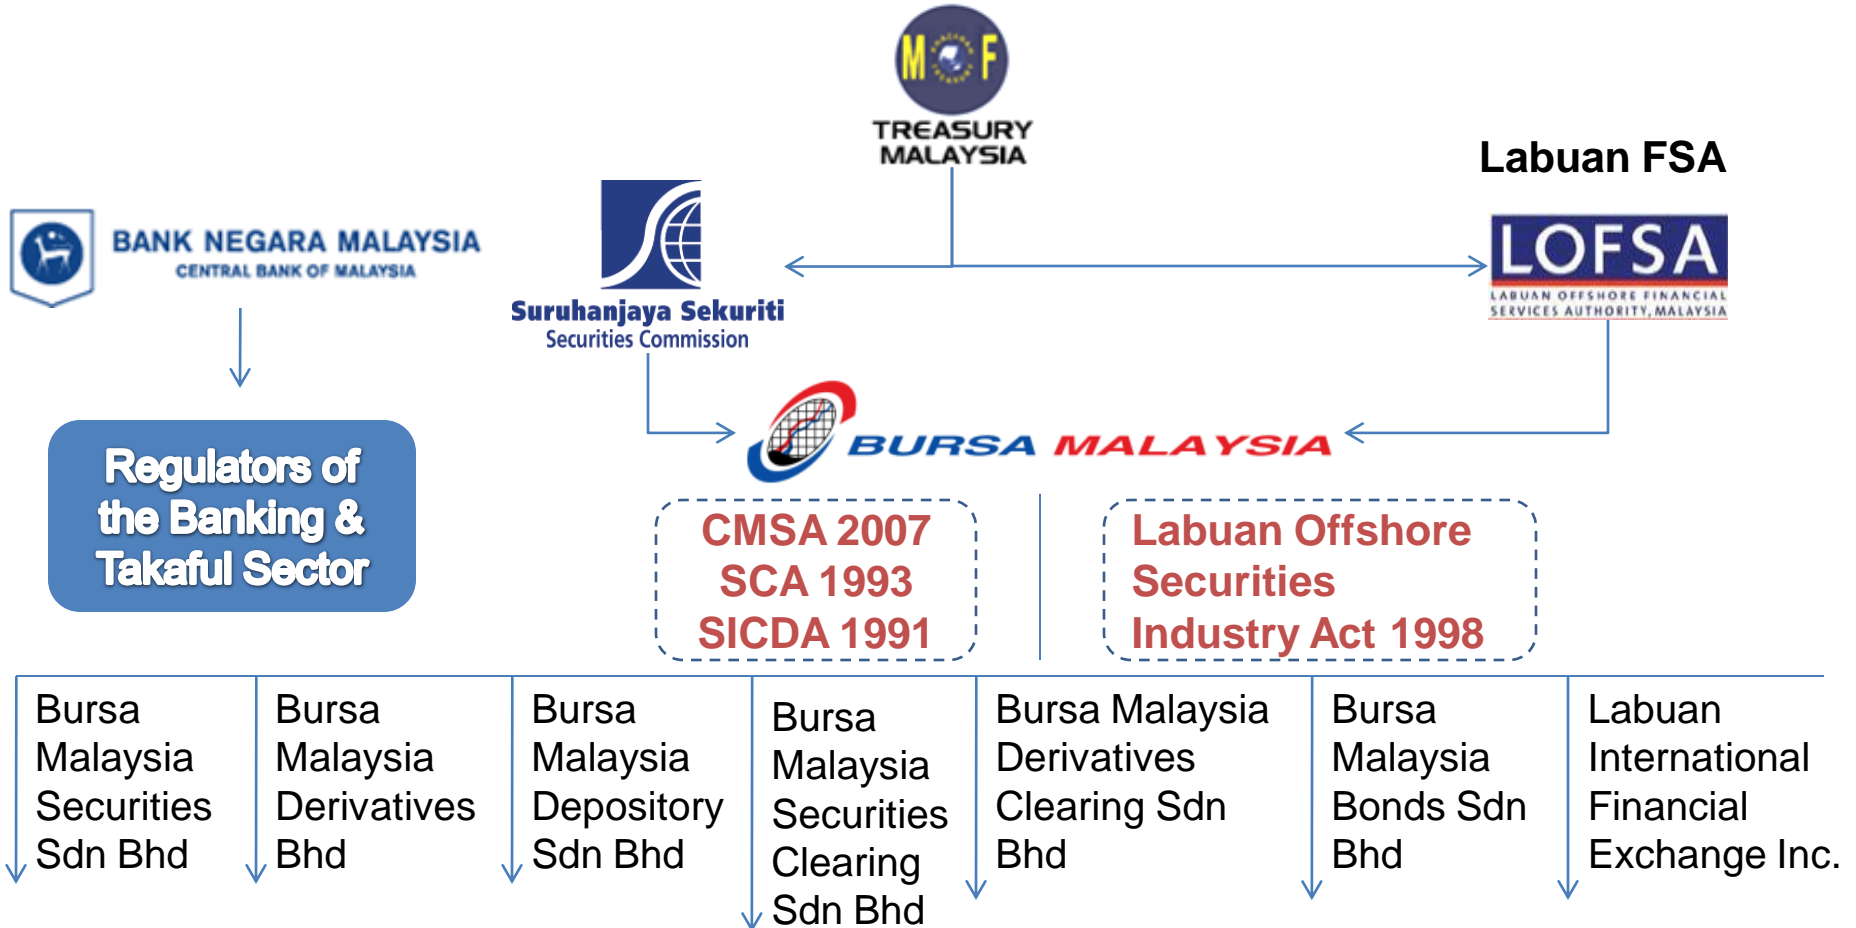 M F
TREASURY
MALAYSIA
Labuan FSA
BANK NEGARA MALAYSIA
CENTRAL BANK OF MALAYSIA
Suruhanjaya Sekuriti
Securities Commission
LOFSA
LABUAN OFFSHORE FINANCIAL
SERVICES AUTHORITY, MALAYSIA
BURSA MALAYSIA
Regulators of
the Banking &
Takaful Sector
CMSA 2007
SCA 1993
SICDA 1991
Labuan Offshore
Securities
Industry Act 1998
Bursa
Malaysia
Securities
Sdn Bhd
Bursa
Malaysia
Derivatives
Bhd
Bursa
Malaysia
Depository
Sdn Bhd
Bursa
Malaysia
Securities
Clearing
Sdn Bhd
Bursa Malaysia
Derivatives
Clearing Sdn
Bhd
Bursa
Malaysia
Bonds Sdn
Bhd
Labuan
International
Financial
Exchange Inc.